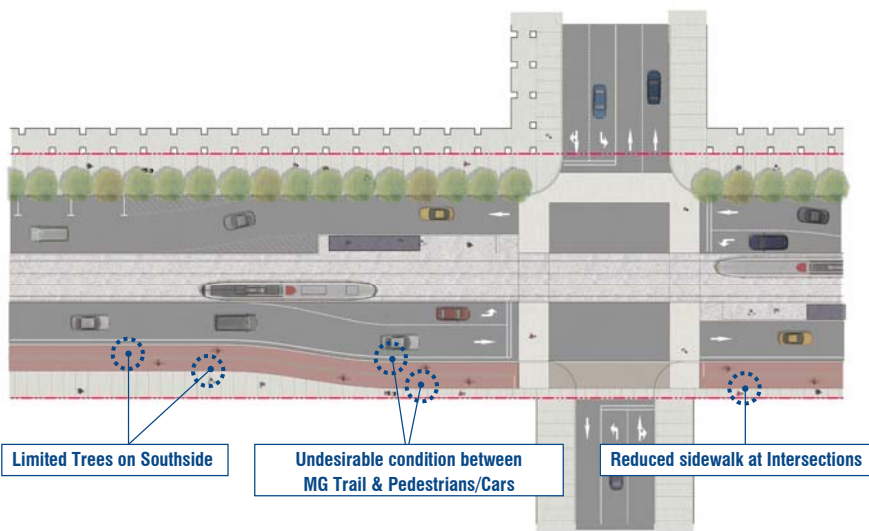 Limited Trees on Southside
Undesirable condition between
MG Trail & Pedestrians/Cars
Reduced sidewalk at Intersections